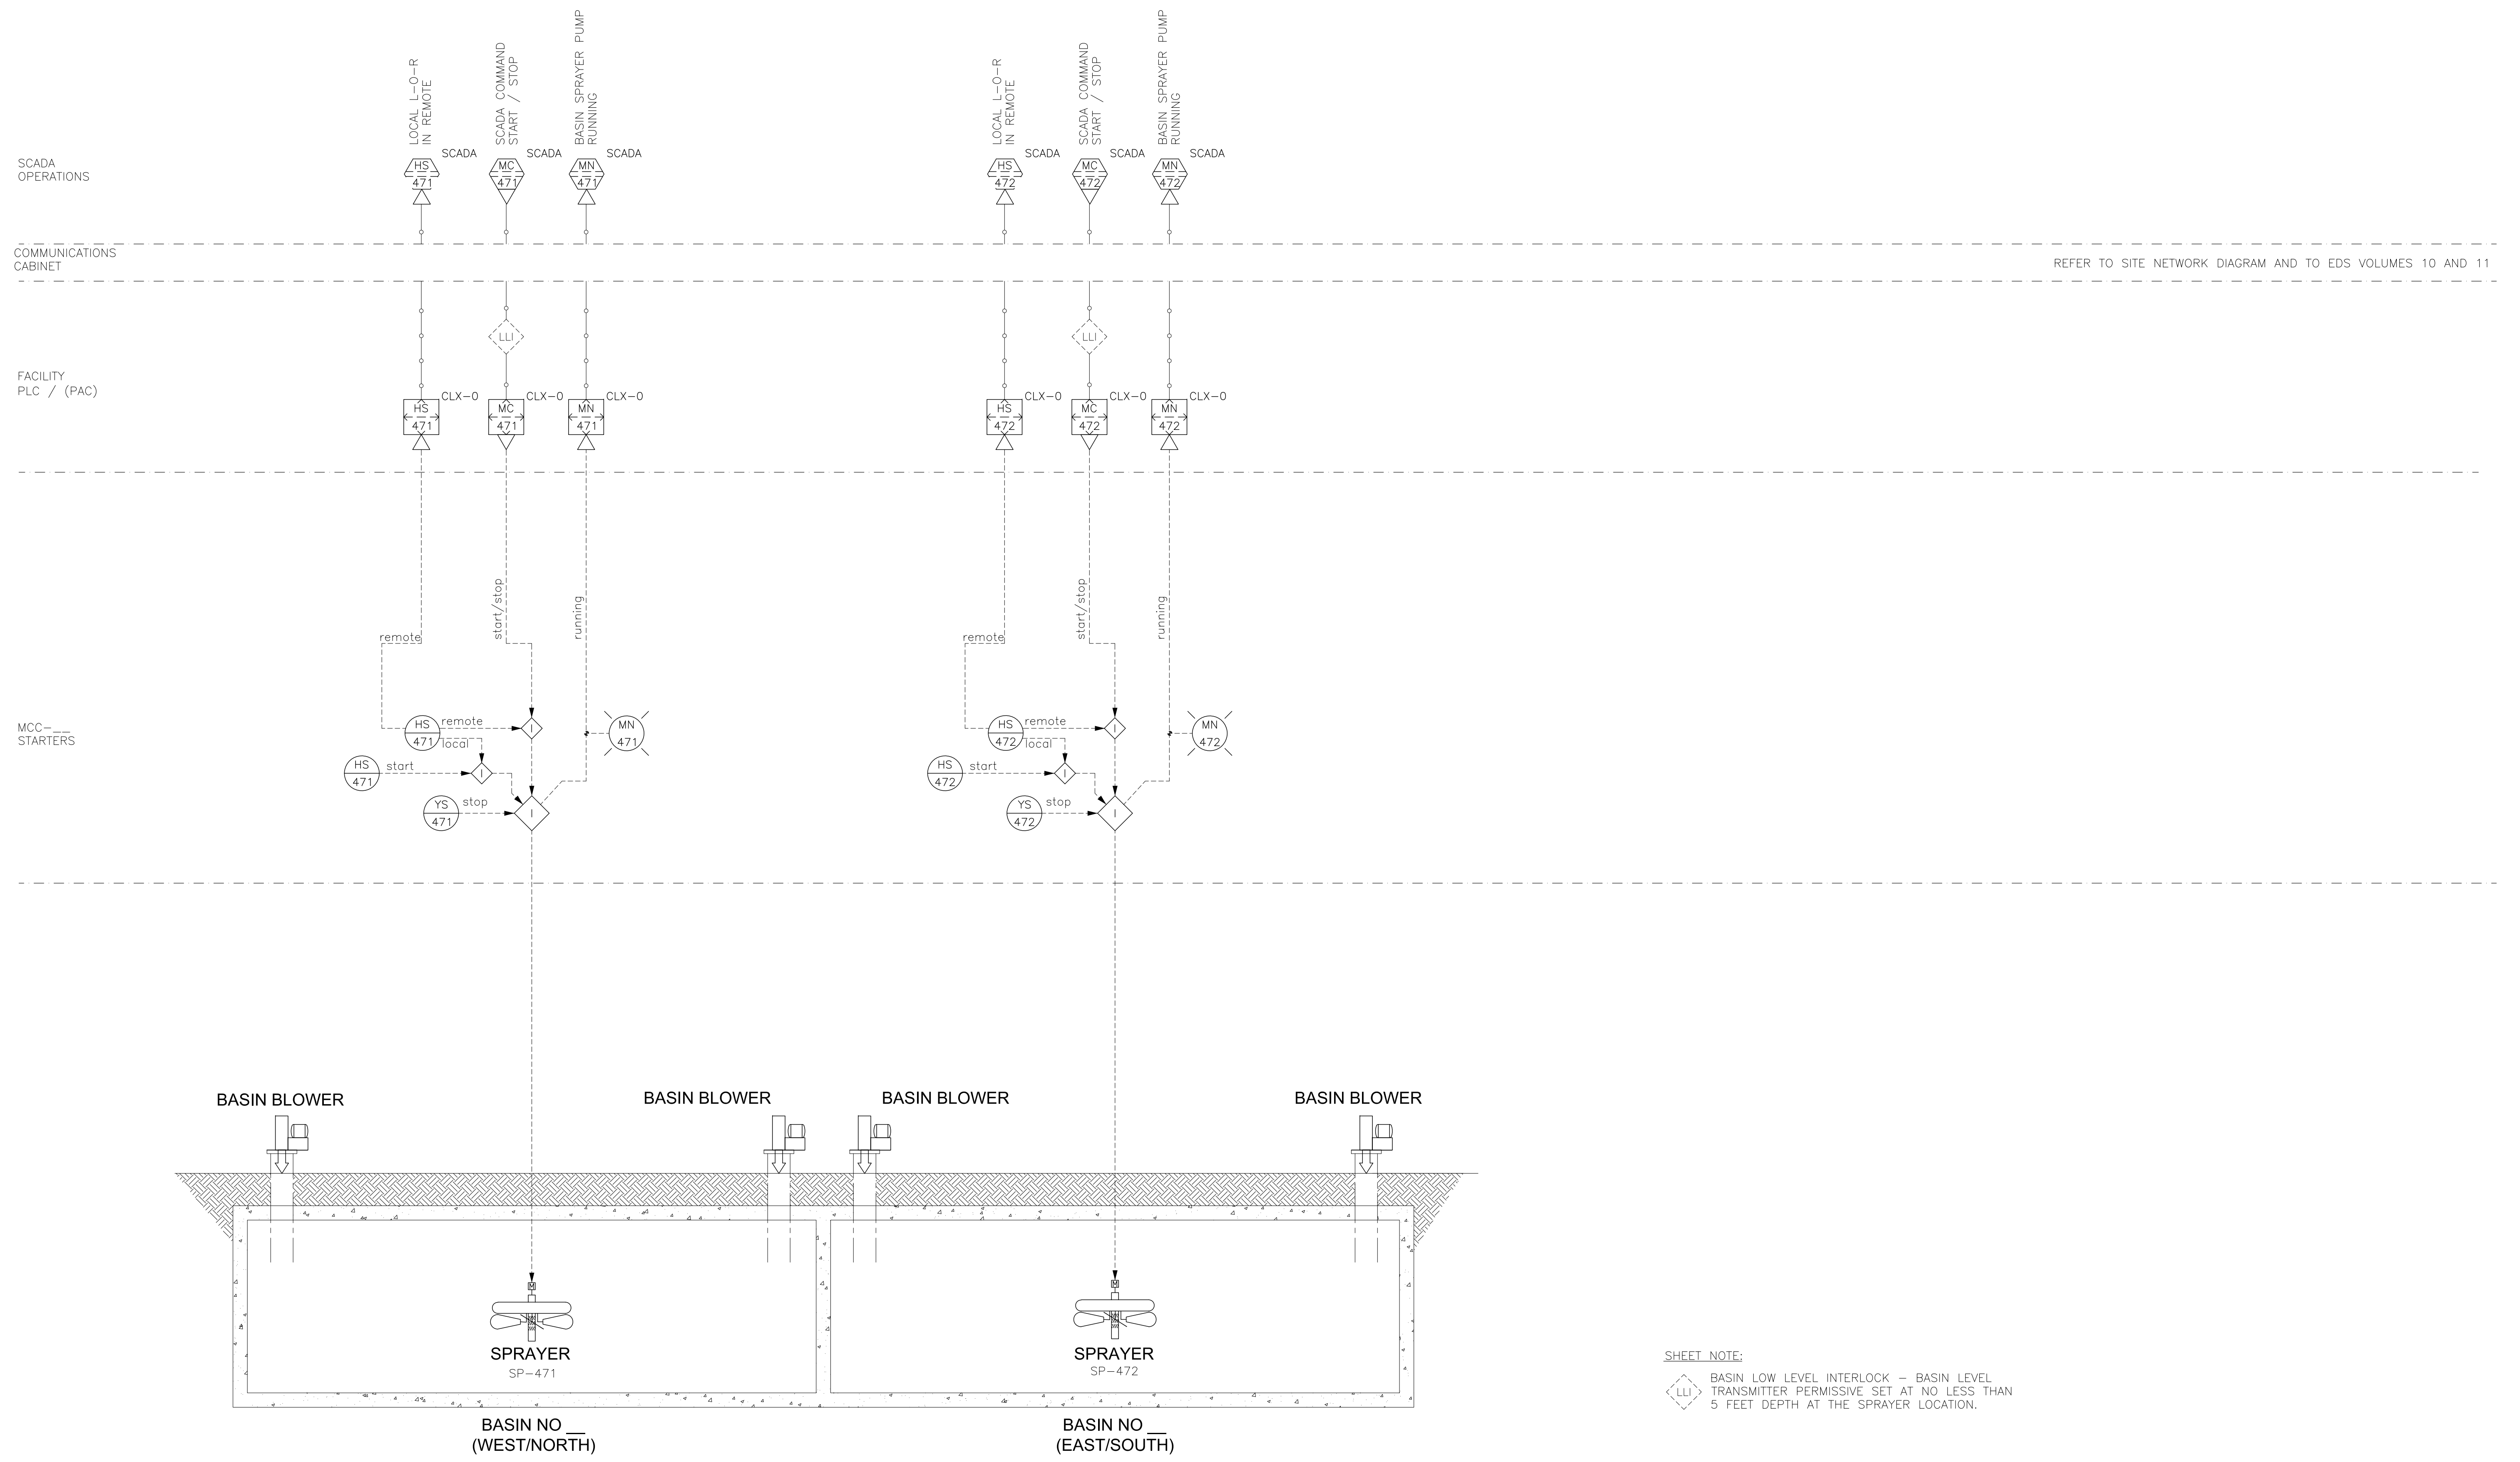 LOCAL L-O-R
IN REMOTE
SCADA COMMAND
START / STOP
BASIN SPRAYER PUMP
RUNNING
LOCAL L-O-R
IN REMOTE
SCADA COMMAND
START / STOP
BASIN SPRAYER PUMP
RUNNING
SCADA
OPERATIONS
HS
471
SCADA
MC
471
SCADA
MN
471
SCADA
HS
472
SCADA
MC
472
SCADA
MN
472
SCADA
COMMUNICATIONS
CABINET
REFER TO SITE NETWORK DIAGRAM AND TO EDS VOLUMES 10 AND 11
LLI
LLI
FACILITY
PLC / (PAC)
HS
471
CLX-0
MC
471
CLX-0
MN
471
CLX-0
HS
472
CLX-0
MC
472
CLX-0
MN
472
CLX-0
remote
start/stop
running
remote
start/stop
running
MCC-__
STARTERS
HS
471
remote
local
I
MN
471
HS
471
start
I
YS
471
stop
I
HS
472
remote
local
I
MN
472
HS
472
start
I
YS
472
stop
I
BASIN BLOWER
BASIN BLOWER
BASIN BLOWER
BASIN BLOWER
M
SPRAYER
SP-471
M
SPRAYER
SP-472
BASIN NO __
(WEST/NORTH)
BASIN NO __
(EAST/SOUTH)
SHEET NOTE:
LLI
BASIN LOW LEVEL INTERLOCK - BASIN LEVEL
TRANSMITTER PERMISSIVE SET AT NO LESS THAN
5 FEET DEPTH AT THE SPRAYER LOCATION.